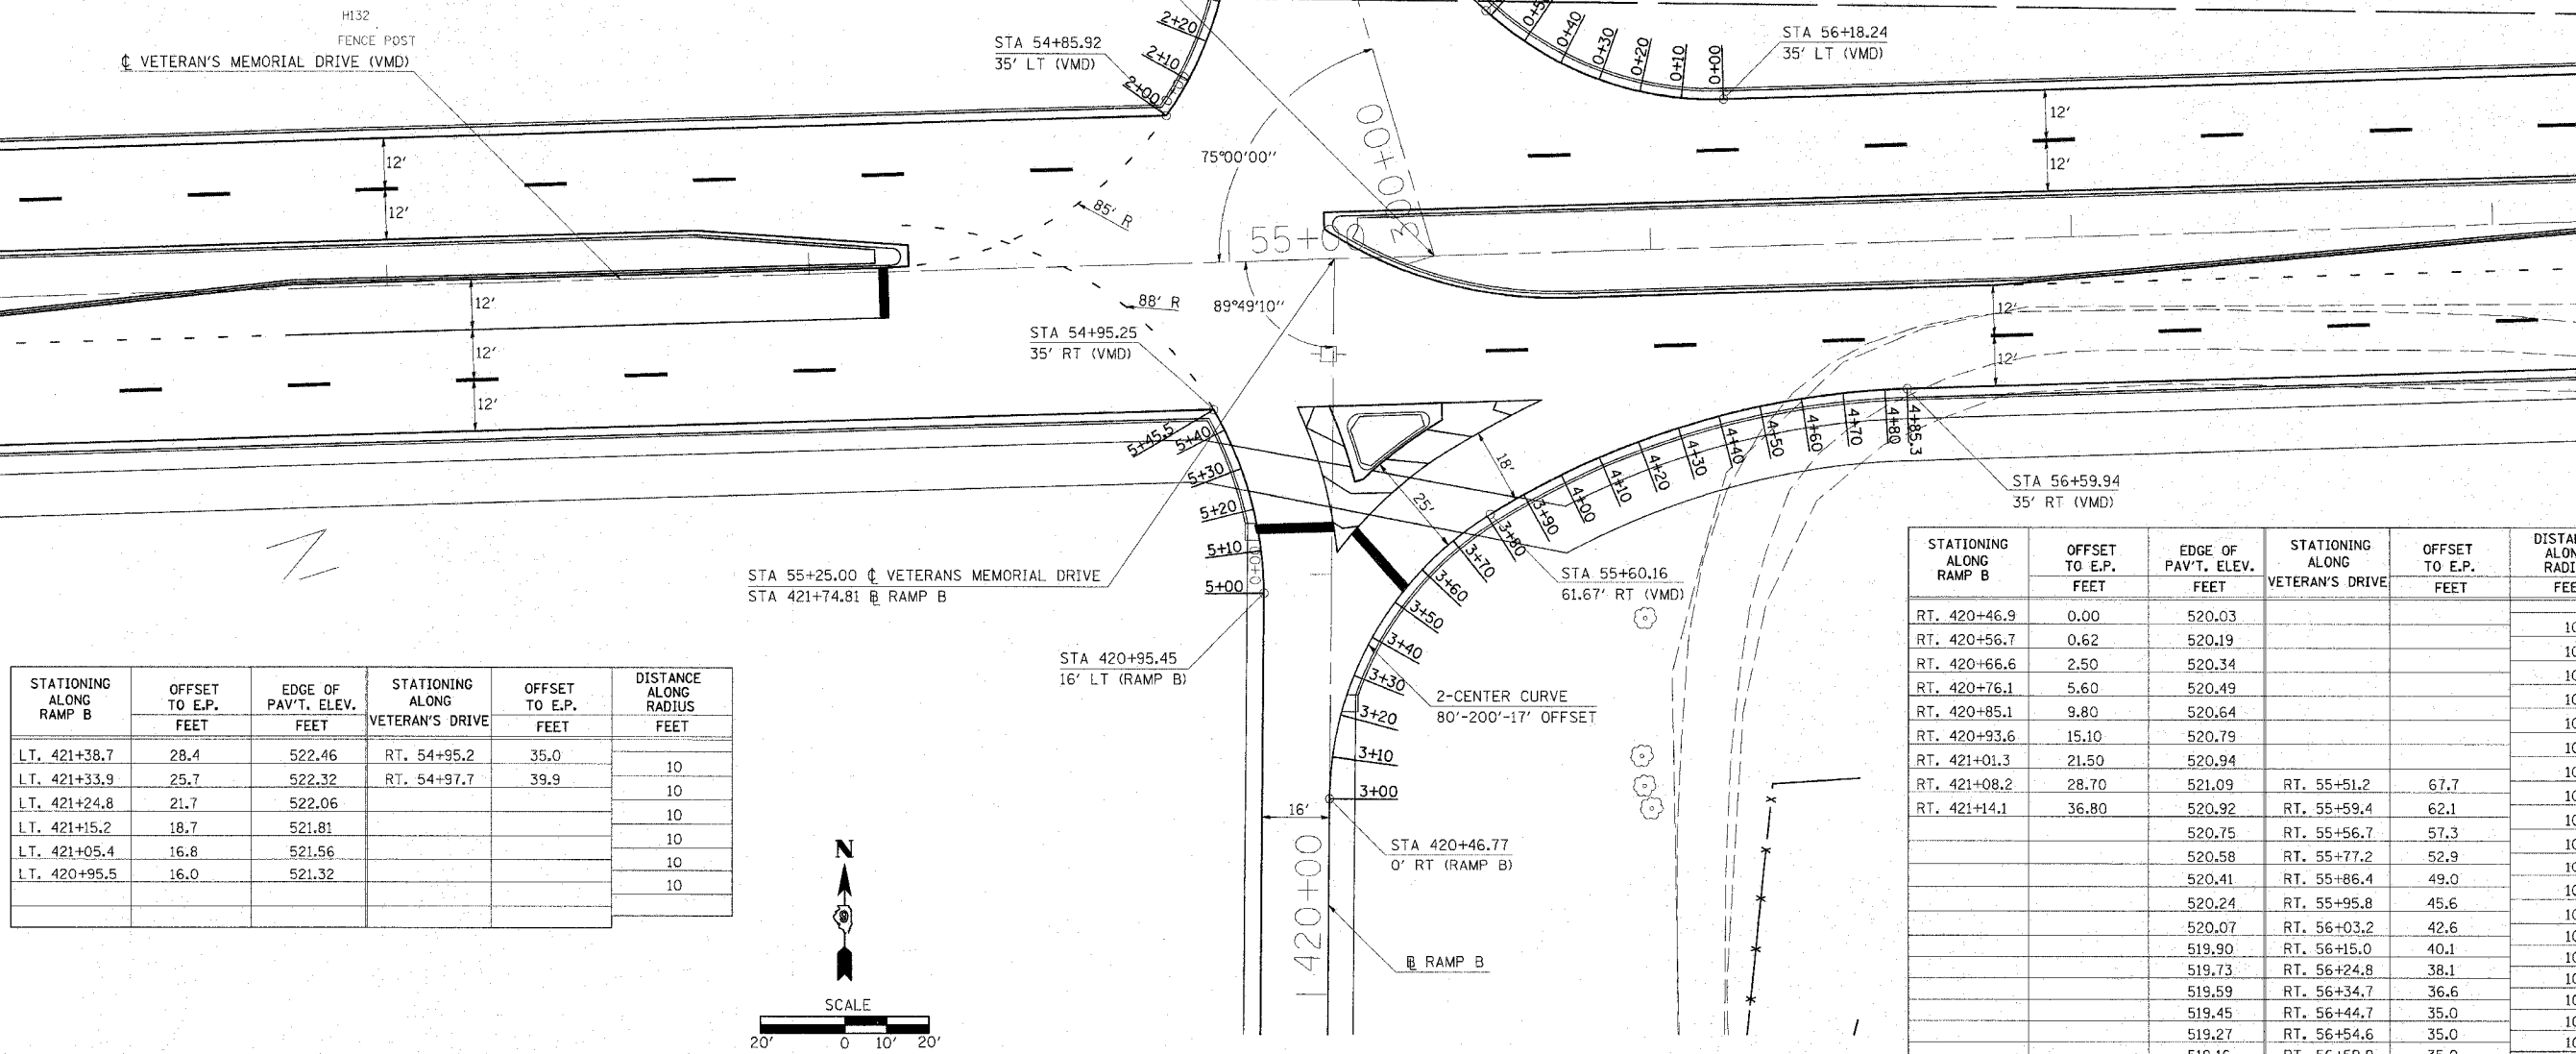 H132
FENCE POST
℄ VETERAN'S MEMORIAL DRIVE (VMD)
STA 54+85.92
35' LT (VMD)
2+20
2+10
2+00
0+40
0+30
0+20
0+10
0+00
STA 56+18.24
35' LT (VMD)
12'
12'
12'
12'
75°00'00"
300+00
85' R
55+00
88' R
89°49'10"
12'
12'
12'
12'
12'
STA 54+95.25
35' RT (VMD)
5+45.5
5+40
5+30
5+20
5+10
5+00
0+00
18'
25'
4+85.3
4+80
4+70
4+60
4+50
4+40
4+30
4+20
4+10
4+00
3+90
3+80
3+70
3+60
3+50
3+40
3+30
3+20
3+10
3+00
STA 56+59.94
35' RT (VMD)
STA 55+25.00 ℄ VETERANS MEMORIAL DRIVE
STA 421+74.81 BL RAMP B
STA 55+60.16
61.67' RT (VMD)
STA 420+95.45
16' LT (RAMP B)
2-CENTER CURVE
80'-200'-17' OFFSET
16'
STA 420+46.77
0' RT (RAMP B)
420+00
BL RAMP B
N
SCALE
20' 0 10' 20'
STATIONING ALONG RAMP B OFFSET TO E.P. FEET EDGE OF PAV'T. ELEV. FEET STATIONING ALONG VETERAN'S DRIVE OFFSET TO E.P. FEET DISTANCE ALONG RADIUS FEET
LT. 421+38.7 28.4 522.46 RT. 54+95.2 35.0
10
LT. 421+33.9 25.7 522.32 RT. 54+97.7 39.9
10
LT. 421+24.8 21.7 522.06
10
LT. 421+15.2 18.7 521.81
10
LT. 421+05.4 16.8 521.56
10
LT. 420+95.5 16.0 521.32
10
STATIONING ALONG RAMP B OFFSET TO E.P. FEET EDGE OF PAV'T. ELEV. FEET STATIONING ALONG VETERAN'S DRIVE OFFSET TO E.P. FEET
RT. 420+46.9 0.00 520.03
RT. 420+56.7 0.62 520.19
RT. 420+66.6 2.50 520.34
RT. 420+76.1 5.60 520.49
RT. 420+85.1 9.80 520.64
RT. 420+93.6 15.10 520.79
RT. 421+01.3 21.50 520.94
RT. 421+08.2 28.70 521.09 RT. 55+51.2 67.7
RT. 421+14.1 36.80 520.92 RT. 55+59.4 62.1
520.75 RT. 55+56.7 57.3
520.58 RT. 55+77.2 52.9
520.41 RT. 55+86.4 49.0
520.24 RT. 55+95.8 45.6
520.07 RT. 56+03.2 42.6
519.90 RT. 56+15.0 40.1
519.73 RT. 56+24.8 38.1
519.59 RT. 56+34.7 36.6
519.45 RT. 56+44.7 35.0
519.27 RT. 56+54.6 35.0